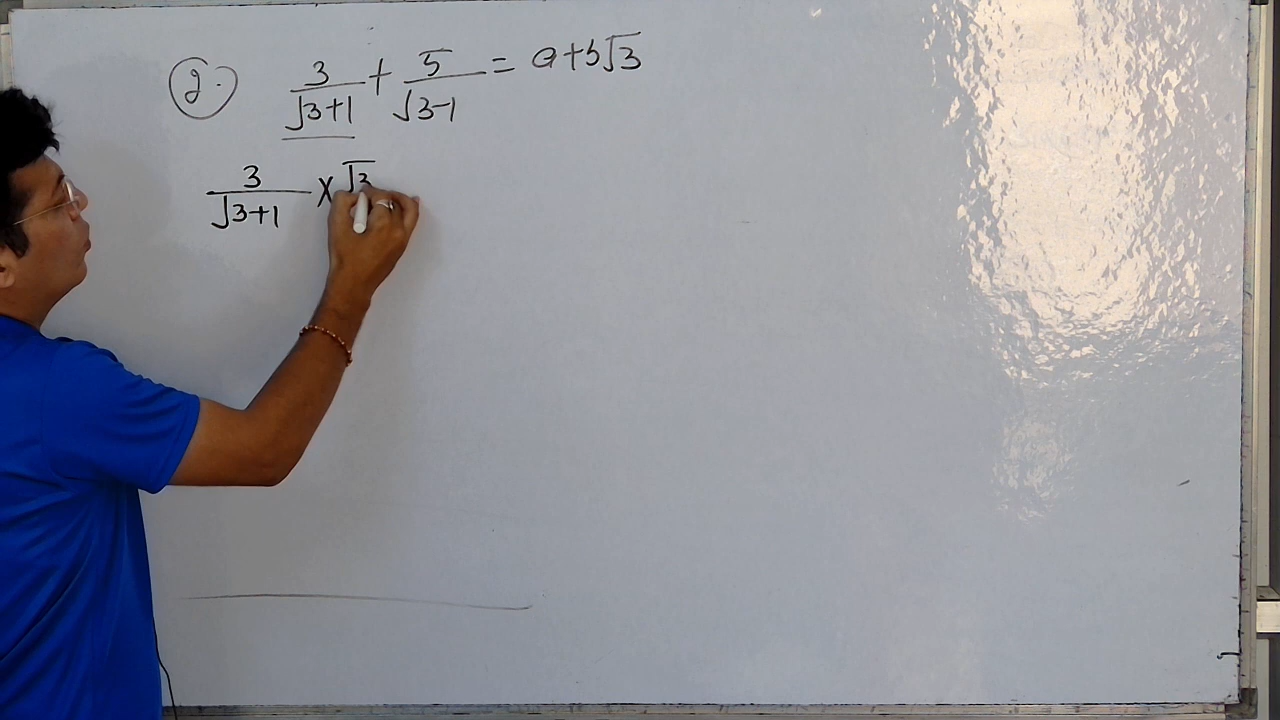 2. 3/(√3+1) + 5/(√3-1) = a+b√3
3/(√3+1) × √3